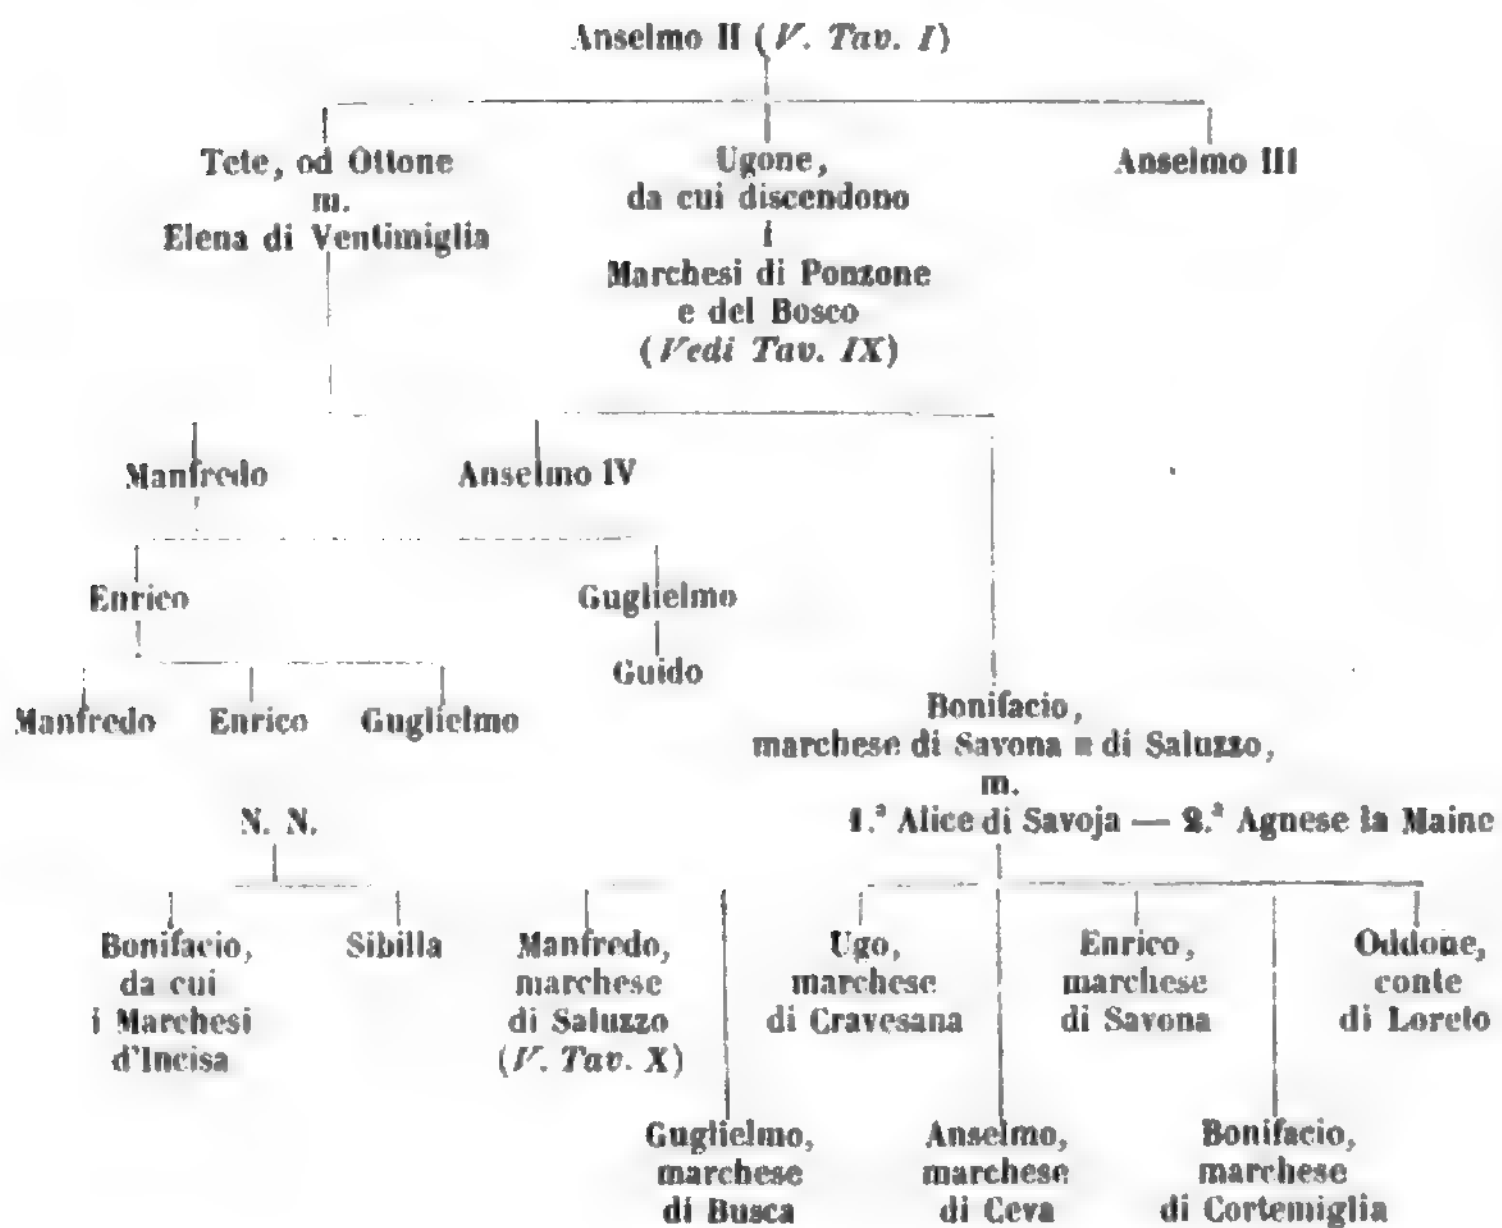 Anselmo II (V. Tav. I)
Tete, od Ottone
m.
Elena di Ventimiglia
Ugone,
da cui discendono
i
Marchesi di Ponzone
e del Bosco
(Vedi Tav. IX)
Anselmo III
Manfredo
Anselmo IV
Enrico
Guglielmo
Guido
Manfredo
Enrico
Guglielmo
Bonifacio,
marchese di Savona e di Saluzzo,
m.
1.ª Alice di Savoja — 2.ª Agnese la Maine
N. N.
Bonifacio,
da cui
i Marchesi
d'Incisa
Sibilla
Manfredo,
marchese
di Saluzzo
(V. Tav. X)
Guglielmo,
marchese
di Busca
Ugo,
marchese
di Cravesana
Anselmo,
marchese
di Ceva
Enrico,
marchese
di Savona
Bonifacio,
marchese
di Cortemiglia
Oddone,
conte
di Loreto